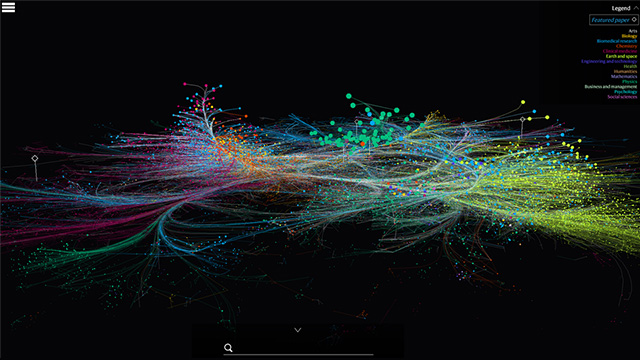 Legend
Featured paper
Arts
Biology
Biomedical research
Chemistry
Clinical medicine
Earth and space
Engineering and technology
Health
Humanities
Mathematics
Physics
Business and management
Psychology
Social sciences